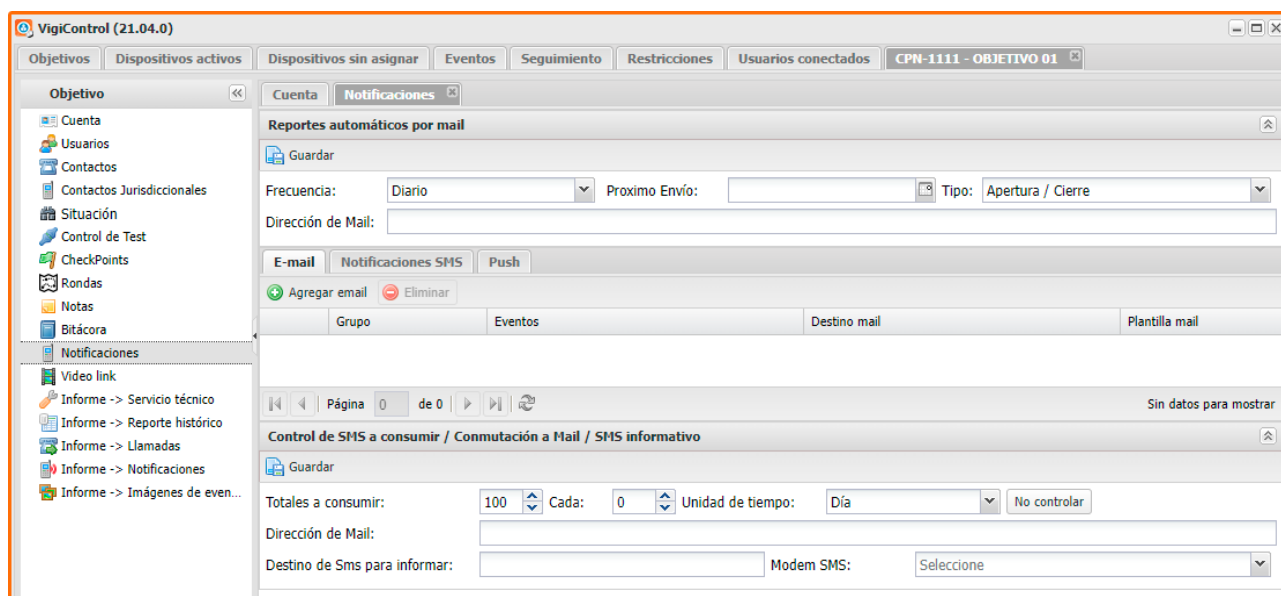 VigiControl (21.04.0)
Objetivos Dispositivos activos Dispositivos sin asignar Eventos Seguimiento Restricciones Usuarios conectados CPN-1111 - OBJETIVO 01
Objetivo
Cuenta
Usuarios
Contactos
Contactos Jurisdiccionales
Situación
Control de Test
CheckPoints
Rondas
Notas
Bitácora
Notificaciones
Video link
Informe -> Servicio técnico
Informe -> Reporte histórico
Informe -> Llamadas
Informe -> Notificaciones
Informe -> Imágenes de even...
Cuenta Notificaciones
Reportes automáticos por mail
Guardar
Frecuencia: Diario Proximo Envío: Tipo: Apertura / Cierre
Dirección de Mail:
E-mail Notificaciones SMS Push
Agregar email Eliminar
Grupo Eventos Destino mail Plantilla mail
Página 0 de 0 Sin datos para mostrar
Control de SMS a consumir / Conmutación a Mail / SMS informativo
Guardar
Totales a consumir: 100 Cada: 0 Unidad de tiempo: Día No controlar
Dirección de Mail:
Destino de Sms para informar: Modem SMS: Seleccione